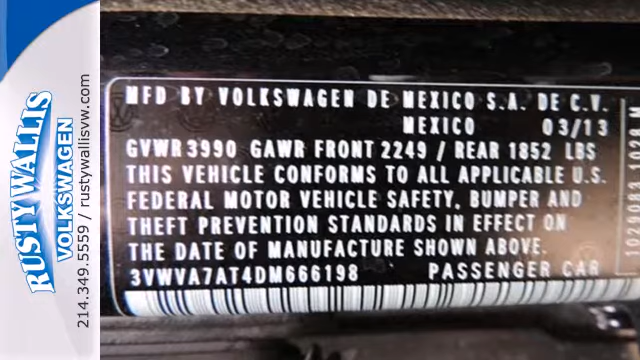 RUSTY WALLIS
VOLKSWAGEN
214.349.5559 / rustywallisvw.com
MFD BY VOLKSWAGEN DE MEXICO S.A. DE C.V.
MEXICO 03/13
GVWR 3990 GAWR FRONT 2249 / REAR 1852 LBS
THIS VEHICLE CONFORMS TO ALL APPLICABLE U.S.
FEDERAL MOTOR VEHICLE SAFETY, BUMPER AND
THEFT PREVENTION STANDARDS IN EFFECT ON
THE DATE OF MANUFACTURE SHOWN ABOVE.
3VWVA7AT4DM666198 PASSENGER CAR